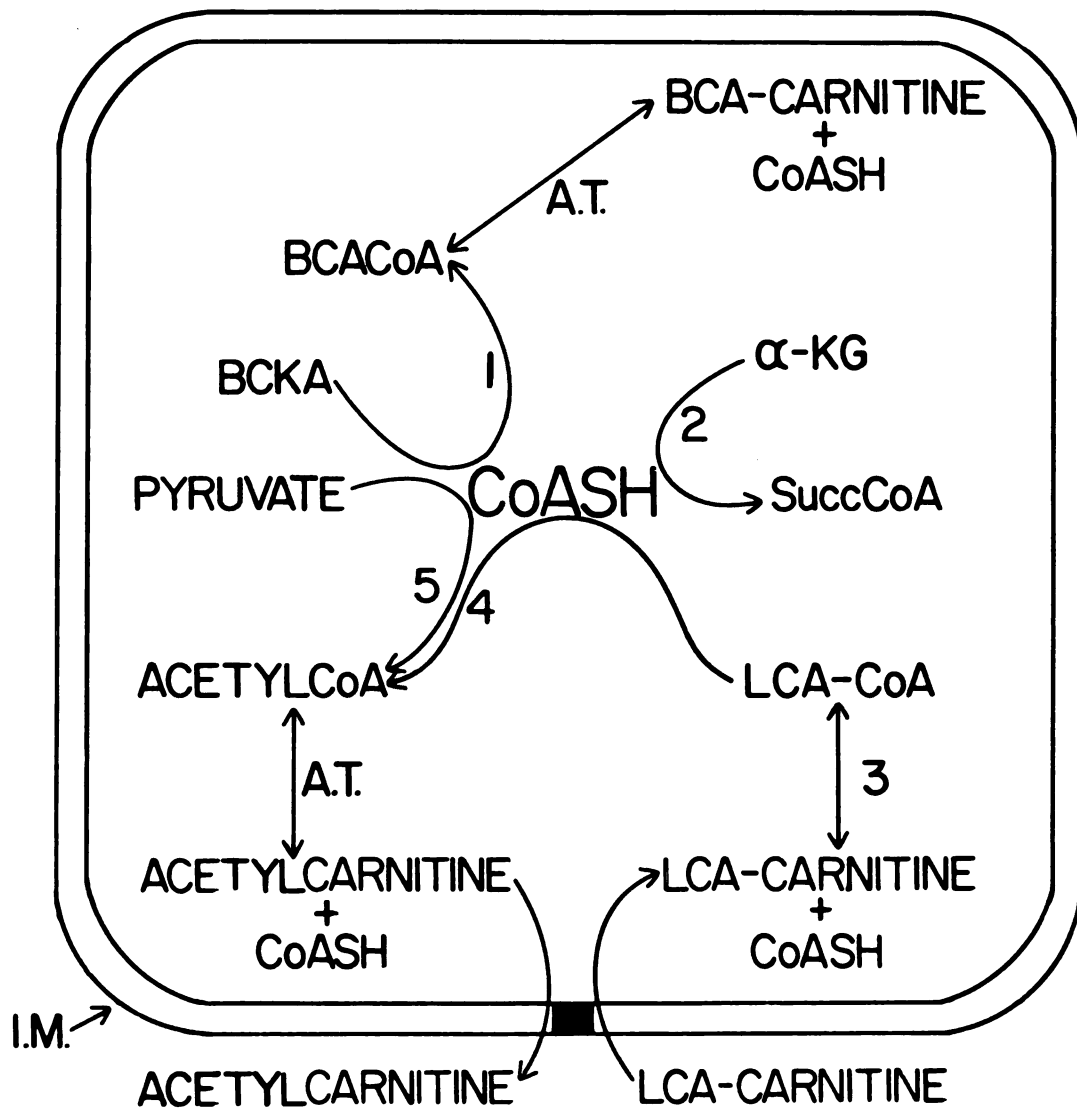 BCA-CARNITINE
+
CoASH
A.T.
BCACoA
BCKA
1
α-KG
2
PYRUVATE
CoASH
SuccCoA
5
4
ACETYLCoA
LCA-CoA
A.T.
3
ACETYLCARNITINE
+
CoASH
LCA-CARNITINE
+
CoASH
I.M.
ACETYLCARNITINE
LCA-CARNITINE